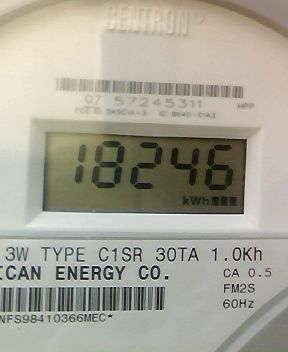 CENTRON®
07 57245311 HPP
18246
kWh
3W TYPE C1SR 30TA 1.0Kh
ICAN ENERGY CO. CA 0.5
FM2S
NFS98410366MEC* 60Hz